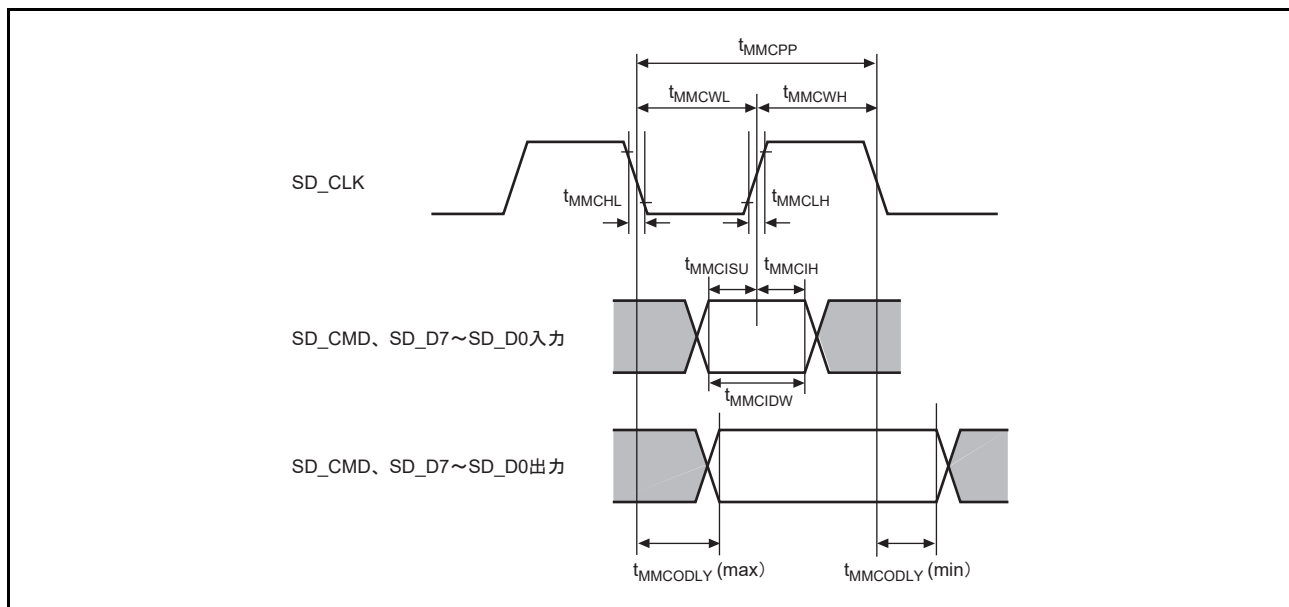 tMMCPP
tMMCWL tMMCWH
SD_CLK
tMMCHL tMMCLH
tMMCISU tMMCIH
SD_CMD、SD_D7～SD_D0入力
tMMCIDW
SD_CMD、SD_D7～SD_D0出力
tMMCODLY (max） tMMCODLY (min）